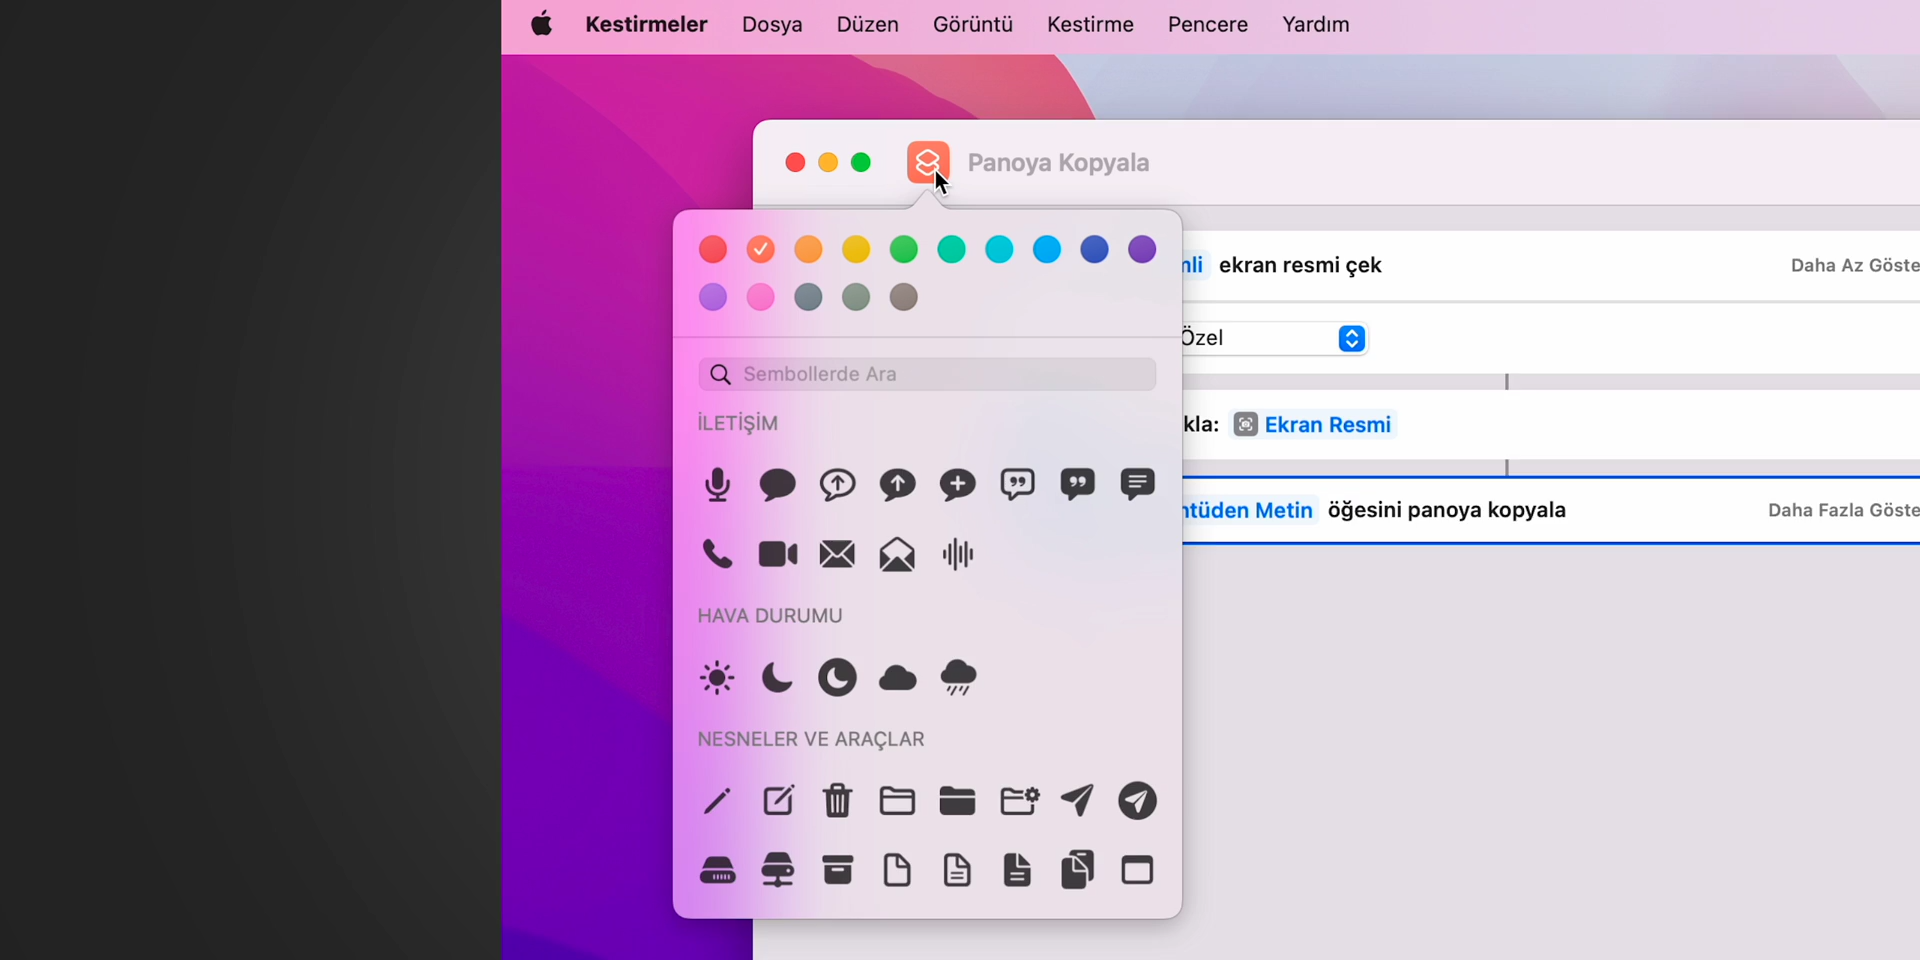 Kestirmeler Dosya Düzen Görüntü Kestirme Pencere Yardım
Panoya Kopyala
ekran resmi çek
Daha Az Göste
Özel
Sembollerde Ara
İLETİŞİM
kla: Ekran Resmi
ntüden Metin öğesini panoya kopyala
Daha Fazla Göste
HAVA DURUMU
NESNELER VE ARAÇLAR